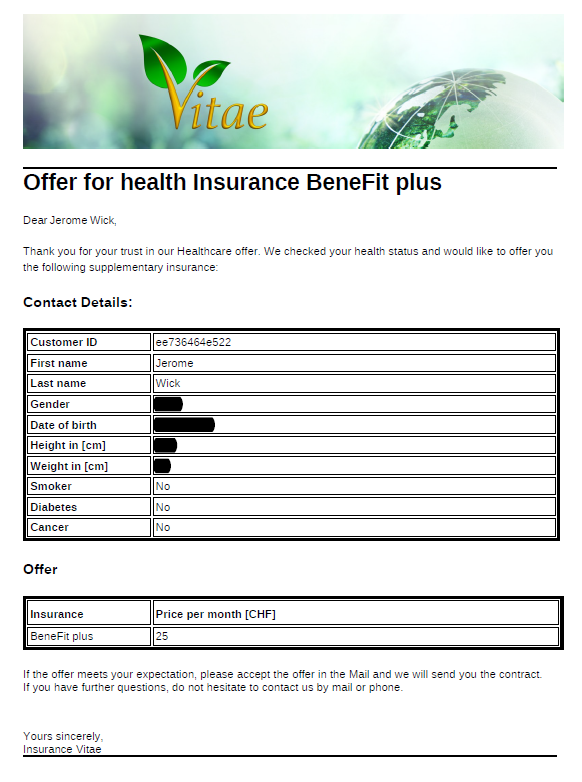 Vitae
Offer for health Insurance BeneFit plus
Dear Jerome Wick,
Thank you for your trust in our Healthcare offer. We checked your health status and would like to offer you
the following supplementary insurance:
Contact Details:
Customer ID ee736464e522
First name Jerome
Last name Wick
Gender
Date of birth
Height in [cm]
Weight in [cm]
Smoker No
Diabetes No
Cancer No
Offer
Insurance Price per month [CHF]
BeneFit plus 25
If the offer meets your expectation, please accept the offer in the Mail and we will send you the contract.
If you have further questions, do not hesitate to contact us by mail or phone.
Yours sincerely,
Insurance Vitae